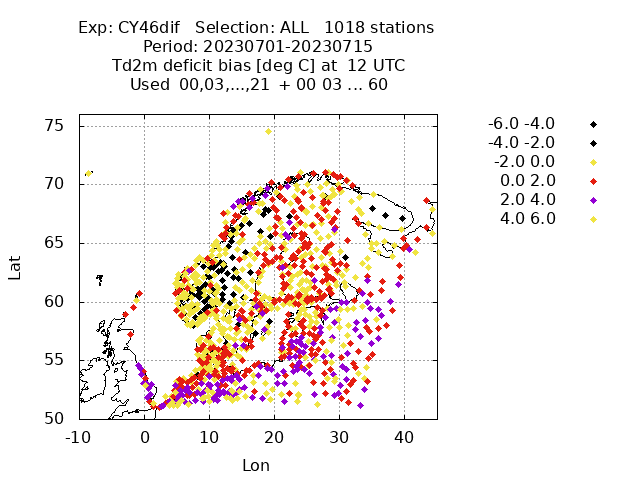 Exp: CY46dif   Selection: ALL   1018 stations
Period: 20230701-20230715
Td2m deficit bias [deg C] at  12 UTC
Used  00,03,...,21  + 00 03 ... 60
-6.0 -4.0
-4.0 -2.0
-2.0 0.0
0.0 2.0
2.0 4.0
4.0 6.0
75
70
65
60
55
50
Lat
-10 0 10 20 30 40
Lon